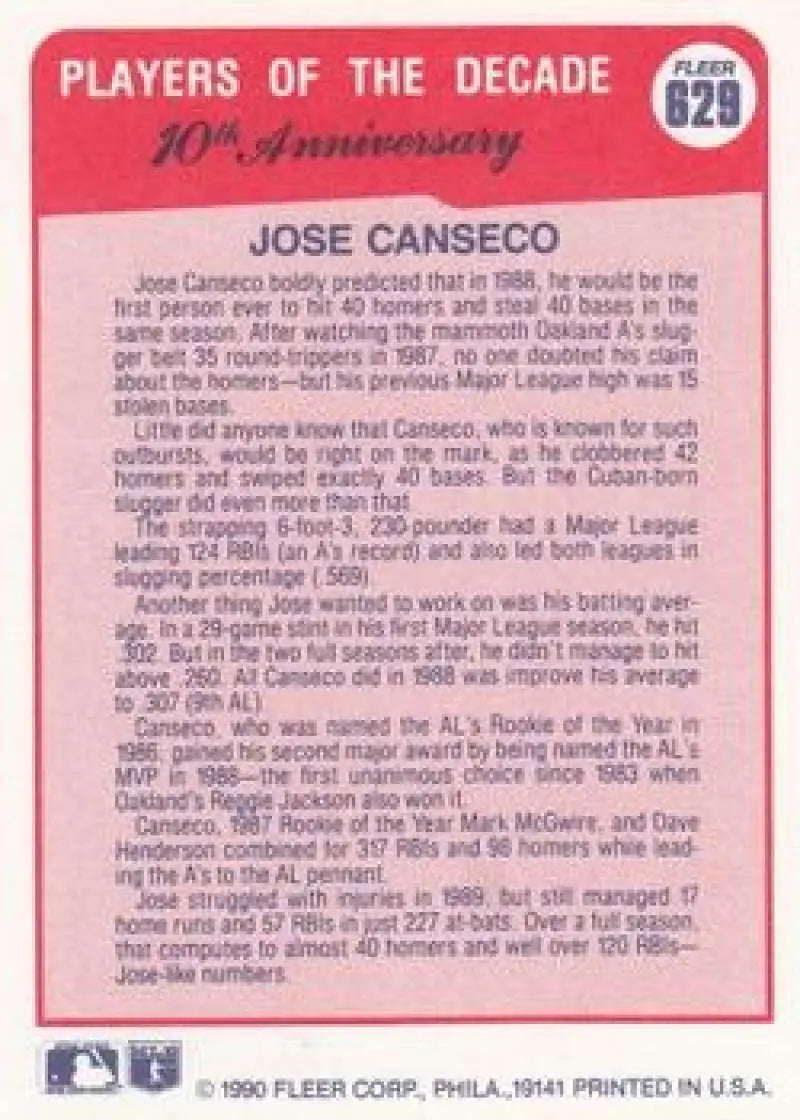 PLAYERS OF THE DECADE
FLEER
629
10th Anniversary
JOSE CANSECO
Jose Canseco boldly predicted that in 1988, he would be the
first person ever to hit 40 homers and steal 40 bases in the
same season. After watching the mammoth Oakland A's slug-
ger belt 35 round-trippers in 1987, no one doubted his claim
about the homers—but his previous Major League high was 15
stolen bases.
Little did anyone know that Canseco, who is known for such
outbursts, would be right on the mark, as he clobbered 42
homers and swiped exactly 40 bases. But the Cuban-born
slugger did even more than that.
The strapping 6-foot-3, 230-pounder had a Major League
leading 124 RBIs (an A's record) and also led both leagues in
slugging percentage (.569).
Another thing Jose wanted to work on was his batting aver-
age. In a 29-game stint in his first Major League season, he hit
.302. But in the two full seasons after, he didn't manage to hit
above .260. All Canseco did in 1988 was improve his average
to .307 (9th AL).
Canseco, who was named the AL's Rookie of the Year in
1986, gained his second major award by being named the AL's
MVP in 1988—the first unanimous choice since 1983 when
Oakland's Reggie Jackson also won it.
Canseco, 1987 Rookie of the Year Mark McGwire, and Dave
Henderson combined for 317 RBIs and 98 homers while lead-
ing the A's to the AL pennant.
Jose struggled with injuries in 1989, but still managed 17
home runs and 57 RBIs in just 227 at-bats. Over a full season,
that computes to almost 40 homers and well over 120 RBIs—
Jose-like numbers.
© 1990 FLEER CORP., PHILA., 19141 PRINTED IN U.S.A.